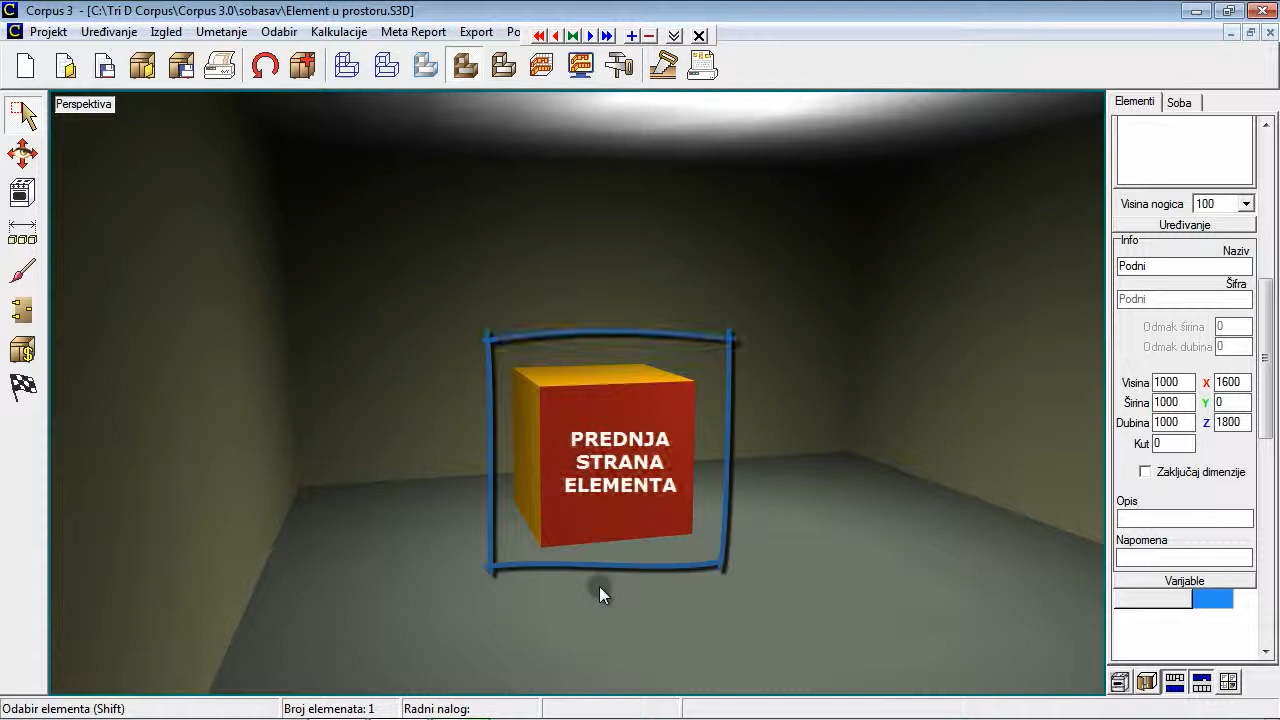 Corpus 3 - [C:\Tri D Corpus\Corpus 3.0\sobasav\Element u prostoru.S3D]
Projekt Uređivanje Izgled Umetanje Odabir Kalkulacije Meta Report Export Po
Perspektiva
Elementi Soba
Visina nogica 100
Uređivanje
Info
Naziv
Podni
Šifra
Podni
Odmak širina 0
Odmak dubina 0
Visina 1000 X 1600
Širina 1000 Y 0
Dubina 1000 Z 1800
Kut 0
Zaključaj dimenzije
Opis
Napomena
Varijable
PREDNJA
STRANA
ELEMENTA
Odabir elementa (Shift) Broj elemenata: 1 Radni nalog: